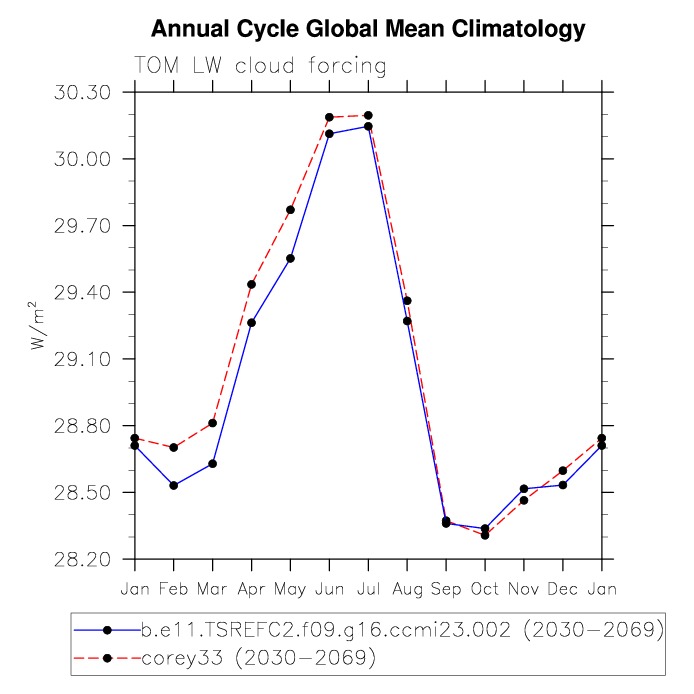 Annual Cycle Global Mean Climatology
TOM LW cloud forcing
30.30
30.00
29.70
29.40
29.10
28.80
28.50
28.20
W/m²
Jan Feb Mar Apr May Jun Jul Aug Sep Oct Nov Dec Jan
b.e11.TSREFC2.f09.g16.ccmi23.002 (2030-2069)
corey33 (2030-2069)